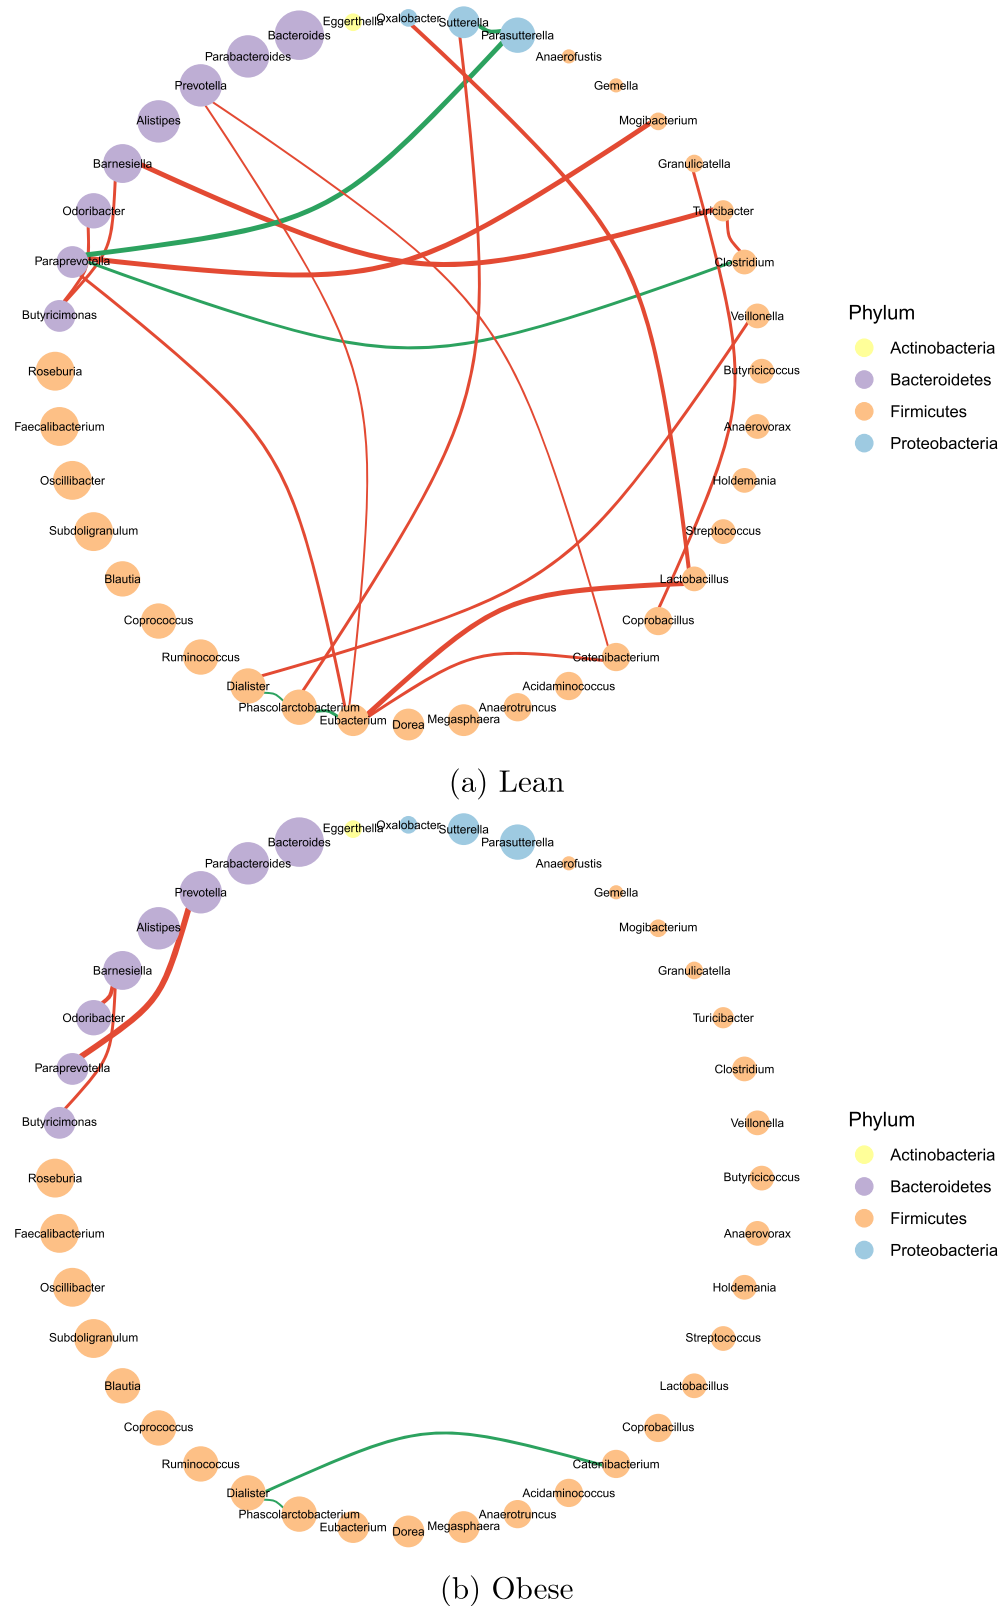 Eggerthella
Oxalobacter
Sutterella
Parasutterella
Bacteroides
Parabacteroides
Anaerofustis
Prevotella
Gemella
Alistipes
Mogibacterium
Barnesiella
Granulicatella
Odoribacter
Turicibacter
Paraprevotella
Clostridium
Butyricimonas
Veillonella
Roseburia
Butyricicoccus
Faecalibacterium
Anaerovorax
Oscillibacter
Holdemania
Subdoligranulum
Streptococcus
Blautia
Lactobacillus
Coprococcus
Coprobacillus
Ruminococcus
Catenibacterium
Dialister
Acidaminococcus
Phascolarctobacterium
Anaerotruncus
Eubacterium
Dorea
Megasphaera
Phylum
Actinobacteria
Bacteroidetes
Firmicutes
Proteobacteria
(a) Lean
Eggerthella
Oxalobacter
Sutterella
Parasutterella
Bacteroides
Parabacteroides
Anaerofustis
Prevotella
Gemella
Alistipes
Mogibacterium
Barnesiella
Granulicatella
Odoribacter
Turicibacter
Paraprevotella
Clostridium
Butyricimonas
Veillonella
Roseburia
Butyricicoccus
Faecalibacterium
Anaerovorax
Oscillibacter
Holdemania
Subdoligranulum
Streptococcus
Blautia
Lactobacillus
Coprococcus
Coprobacillus
Ruminococcus
Catenibacterium
Dialister
Acidaminococcus
Phascolarctobacterium
Anaerotruncus
Eubacterium
Dorea
Megasphaera
Phylum
Actinobacteria
Bacteroidetes
Firmicutes
Proteobacteria
(b) Obese